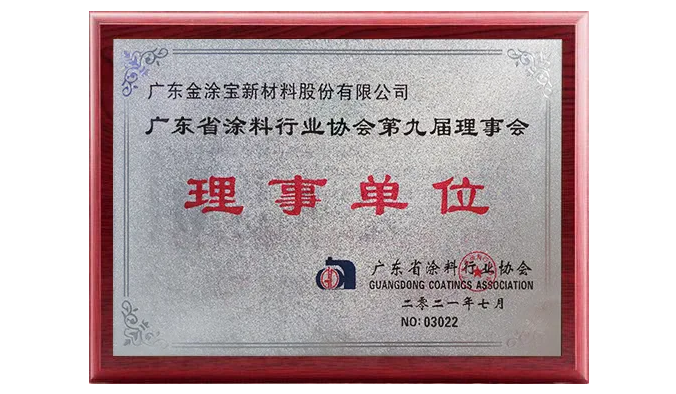 广东金涂宝新材料股份有限公司
广东省涂料行业协会第九届理事会
理事单位
广东省涂料行业协会
GUANGDONG COATINGS ASSOCIATION
二零二一年七月
NO: 03022